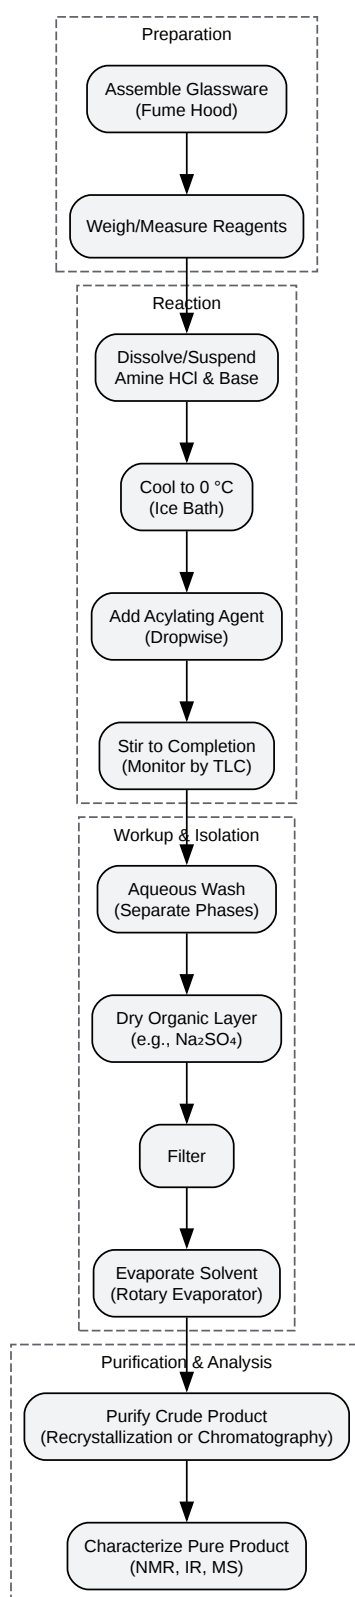 Preparation
Assemble Glassware
(Fume Hood)
Weigh/Measure Reagents
Reaction
Dissolve/Suspend
Amine HCl & Base
Cool to 0 °C
(Ice Bath)
Add Acylating Agent
(Dropwise)
Stir to Completion
(Monitor by TLC)
Workup & Isolation
Aqueous Wash
(Separate Phases)
Dry Organic Layer
(e.g., Na₂SO₄)
Filter
Evaporate Solvent
(Rotary Evaporator)
Purification & Analysis
Purify Crude Product
(Recrystallization or Chromatography)
Characterize Pure Product
(NMR, IR, MS)